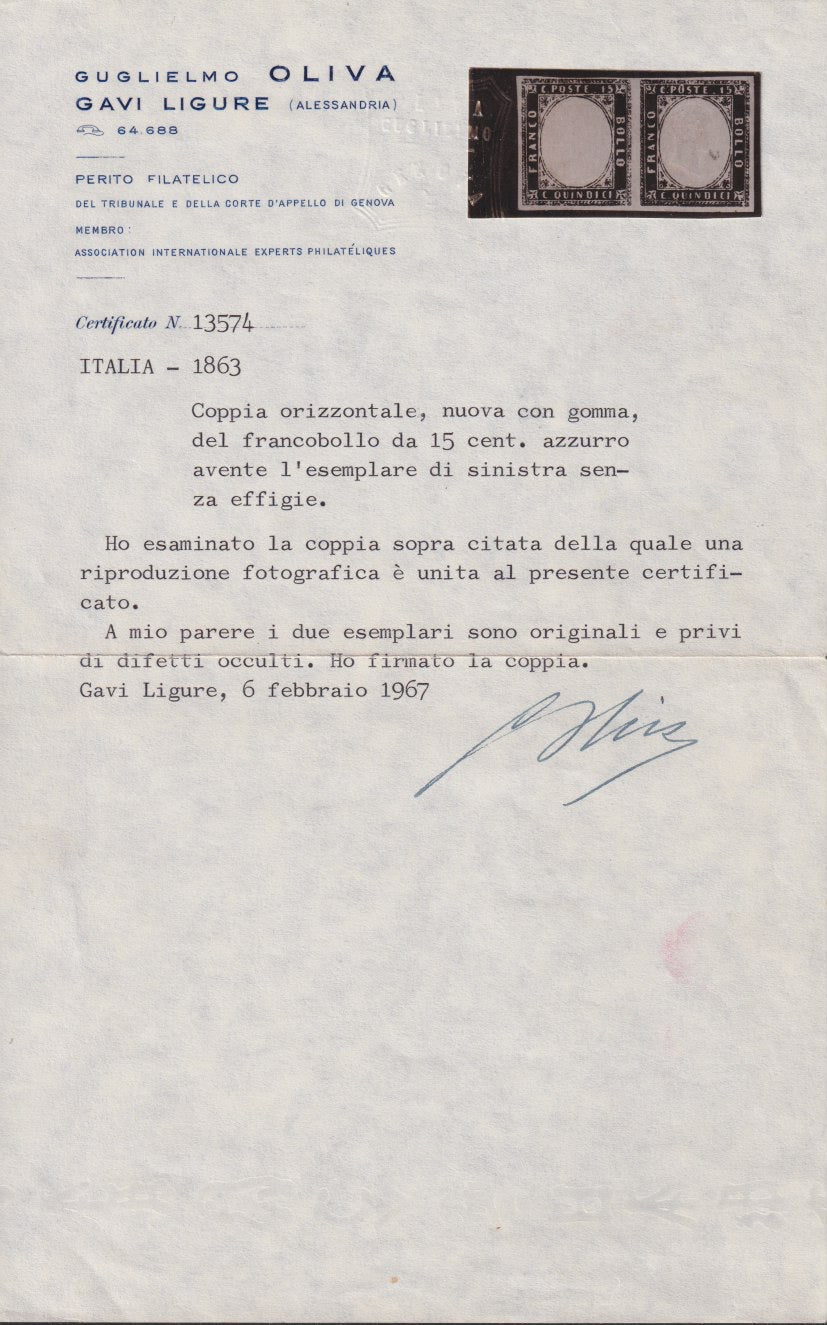 GUGLIELMO OLIVA
GAVI LIGURE (ALESSANDRIA)
64.688
PERITO FILATELICO
DEL TRIBUNALE E DELLA CORTE D'APPELLO DI GENOVA
MEMBRO:
ASSOCIATION INTERNATIONALE EXPERTS PHILATÉLIQUES
C. POSTE 15
FRANCO
BOLLO
C. QUINDICI
C. POSTE 15
FRANCO
BOLLO
C. QUINDICI
Certificato N. 13574
ITALIA - 1863
Coppia orizzontale, nuova con gomma,
del francobollo da 15 cent. azzurro
avente l'esemplare di sinistra sen-
za effigie.
Ho esaminato la coppia sopra citata della quale una
riproduzione fotografica è unita al presente certifi-
cato.
A mio parere i due esemplari sono originali e privi
di difetti occulti. Ho firmato la coppia.
Gavi Ligure, 6 febbraio 1967
Oliva